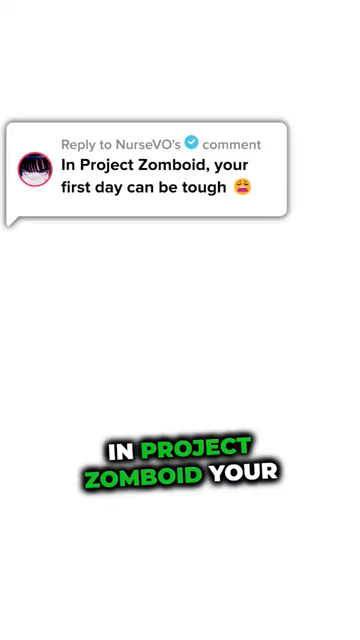 Reply to NurseVO's comment
In Project Zomboid, your
first day can be tough 😫
IN PROJECT
ZOMBOID YOUR